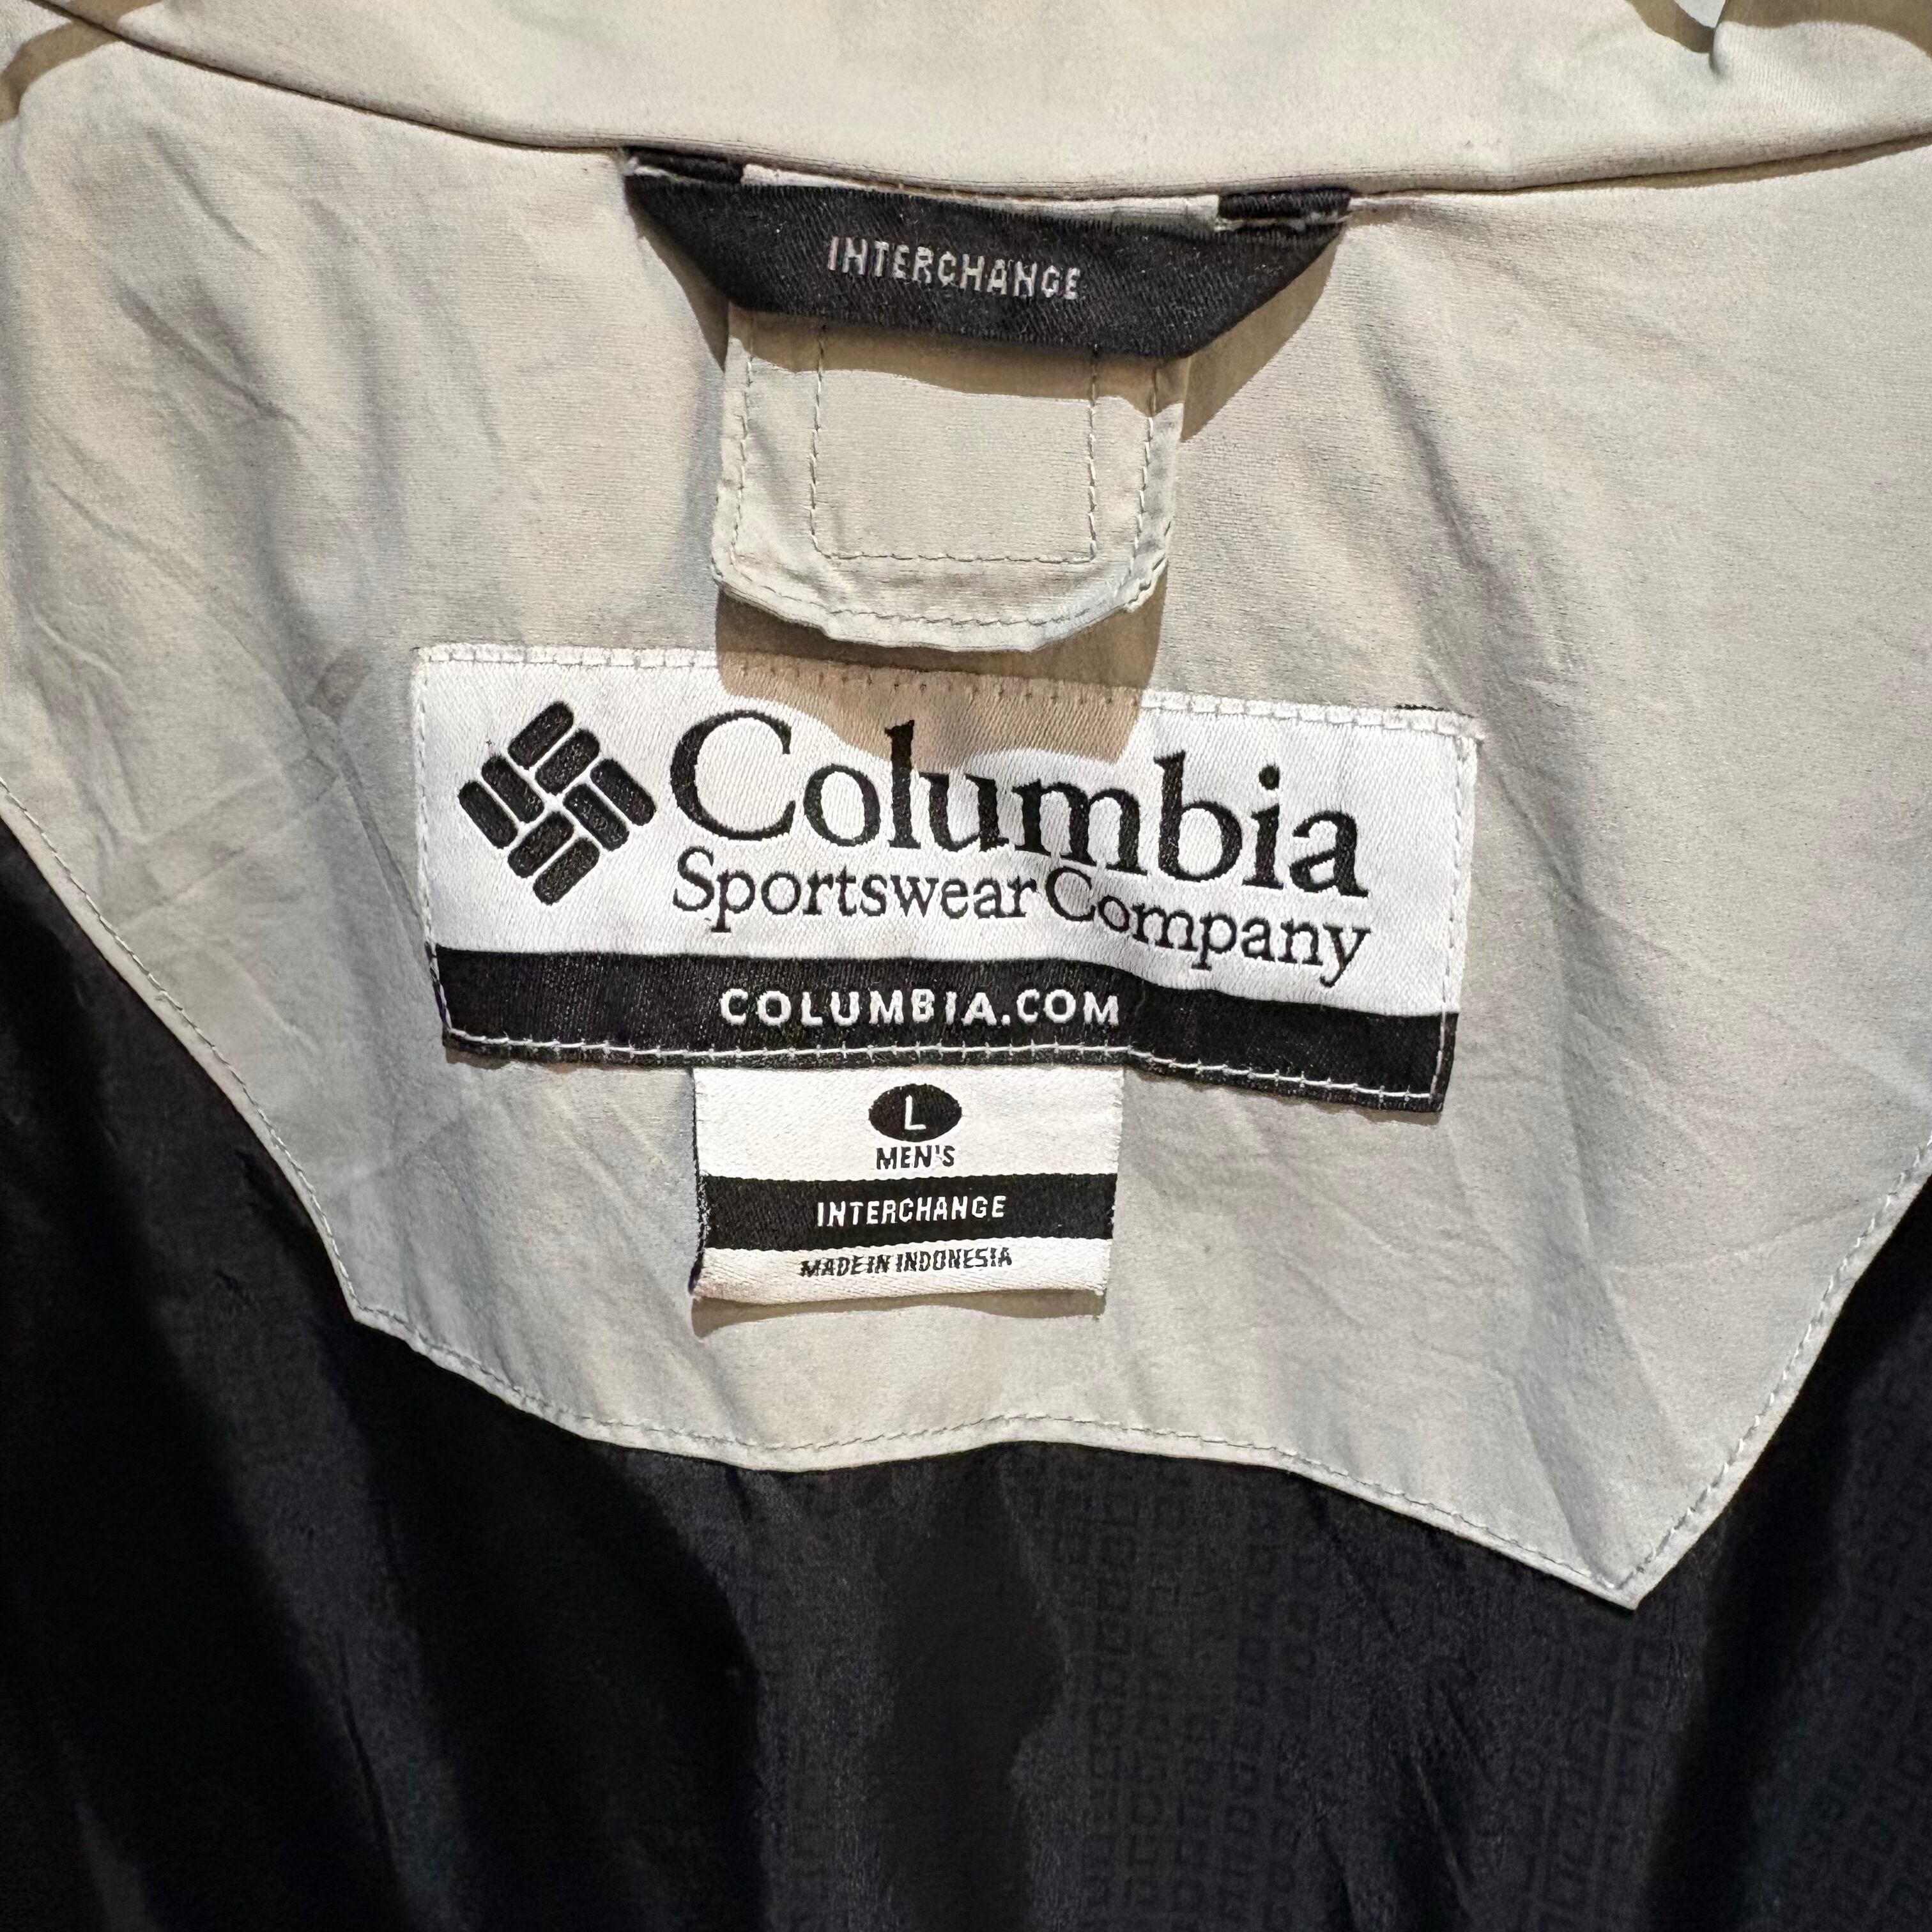 INTERCHANGE
Columbia
Sportswear Company
COLUMBIA.COM
L
MEN'S
INTERCHANGE
MADE IN INDONESIA